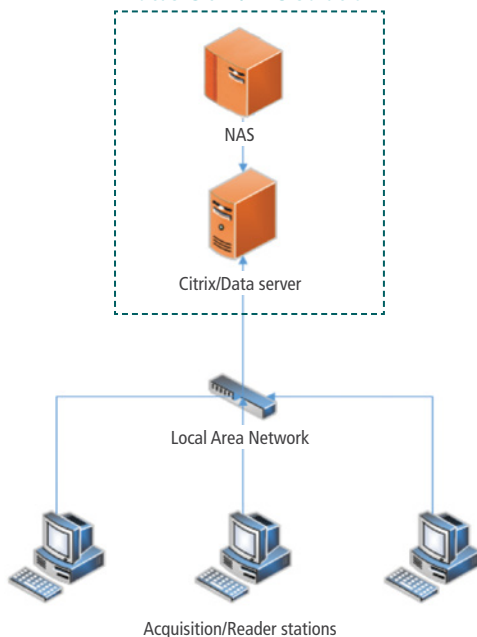 NAS
Citrix/Data server
Local Area Network
Acquisition/Reader stations